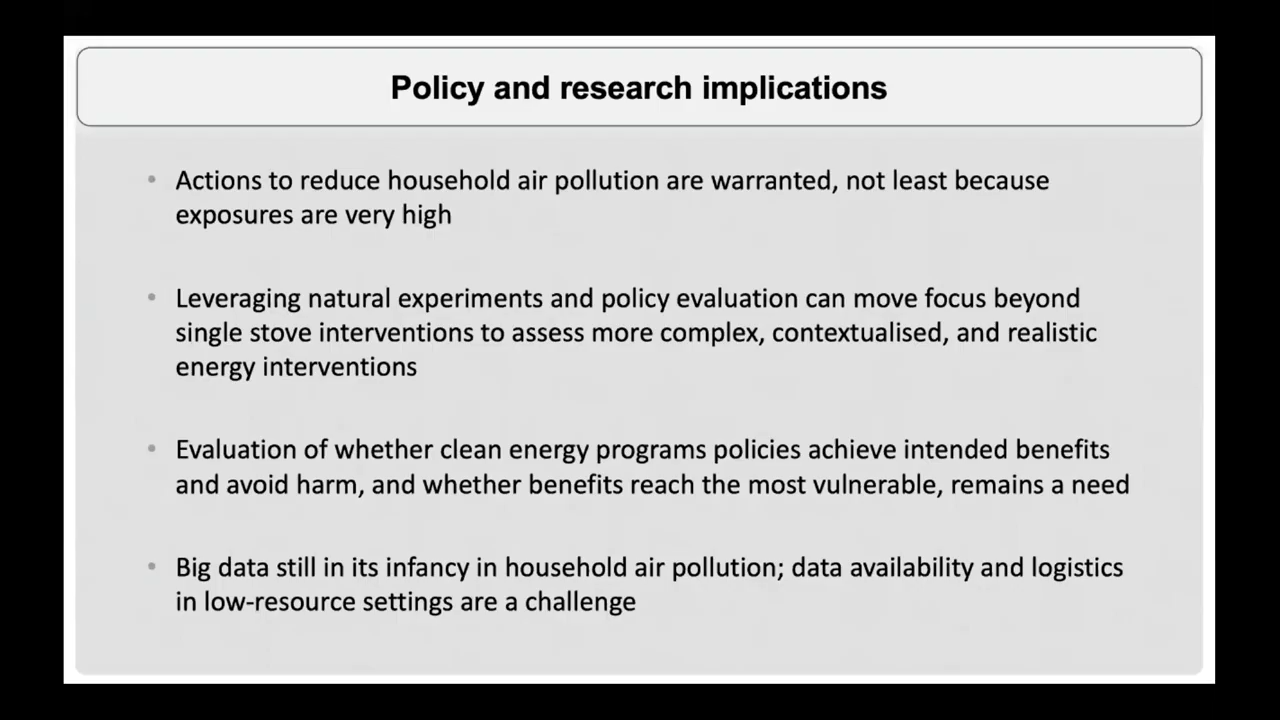 Policy and research implications
• Actions to reduce household air pollution are warranted, not least because
exposures are very high
• Leveraging natural experiments and policy evaluation can move focus beyond
single stove interventions to assess more complex, contextualised, and realistic
energy interventions
• Evaluation of whether clean energy programs policies achieve intended benefits
and avoid harm, and whether benefits reach the most vulnerable, remains a need
• Big data still in its infancy in household air pollution; data availability and logistics
in low-resource settings are a challenge